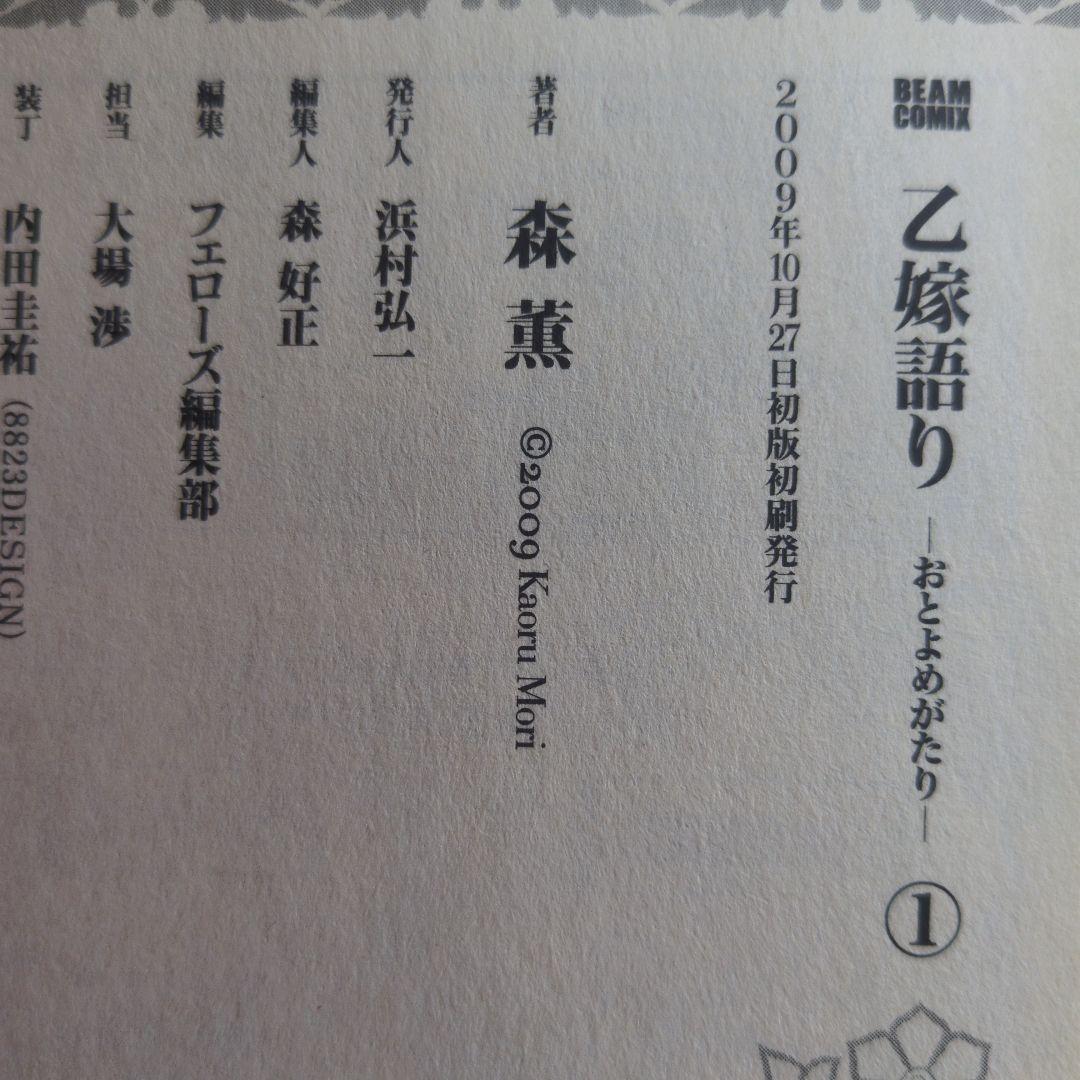 BEAM
COMIX
乙嫁語り ―おとよめがたり― ①
2009年10月27日初版初刷発行
著者 森 薫 ©2009 Kaoru Mori
発行人 浜村弘一
編集人 森 好正
編集 フェローズ編集部
担当 大場 渉
装丁 内田圭祐(8823DESIGN)